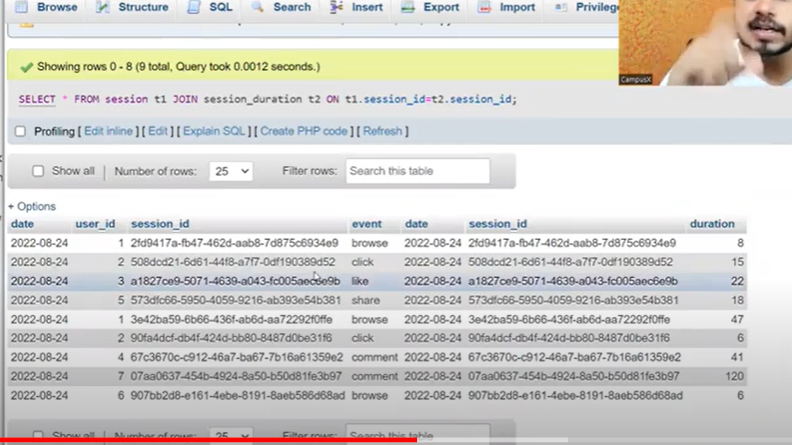 Browse Structure SQL Search Insert Export Import Privileg
Showing rows 0 - 8 (9 total, Query took 0.0012 seconds.)
SELECT * FROM session t1 JOIN session_duration t2 ON t1.session_id=t2.session_id;
Profiling [ Edit inline ] [ Edit ] [ Explain SQL ] [ Create PHP code ] [ Refresh ]
CampusX
Show all Number of rows: 25 Filter rows: Search this table
+ Options
date user_id session_id event date session_id duration
2022-08-24 1 2fd9417a-fb47-462d-aab8-7d875c6934e9 browse 2022-08-24 2fd9417a-fb47-462d-aab8-7d875c6934e9 8
2022-08-24 2 508dcd21-6d61-44f8-a7f7-0df190389d52 click 2022-08-24 508dcd21-6d61-44f8-a7f7-0df190389d52 15
2022-08-24 3 a1827ce9-5071-4639-a043-fc005aec6e9b like 2022-08-24 a1827ce9-5071-4639-a043-fc005aec6e9b 22
2022-08-24 5 573dfc66-5950-4059-9216-ab393e54b381 share 2022-08-24 573dfc66-5950-4059-9216-ab393e54b381 18
2022-08-24 1 3e42ba59-6b66-436f-ab6d-aa72292f0ffe browse 2022-08-24 3e42ba59-6b66-436f-ab6d-aa72292f0ffe 47
2022-08-24 2 90fa4dcf-db4f-424d-bb80-8487d0be31f6 click 2022-08-24 90fa4dcf-db4f-424d-bb80-8487d0be31f6 6
2022-08-24 4 67c3670c-c912-46a7-ba67-7b16a61359e2 comment 2022-08-24 67c3670c-c912-46a7-ba67-7b16a61359e2 41
2022-08-24 7 07aa0637-454b-4924-8a50-b50d81fe3b97 comment 2022-08-24 07aa0637-454b-4924-8a50-b50d81fe3b97 120
2022-08-24 6 907bb2d8-e161-4ebe-8191-8aeb586d68ad browse 2022-08-24 907bb2d8-e161-4ebe-8191-8aeb586d68ad 6
Show all Number of rows: 25 Filter rows: Search this table